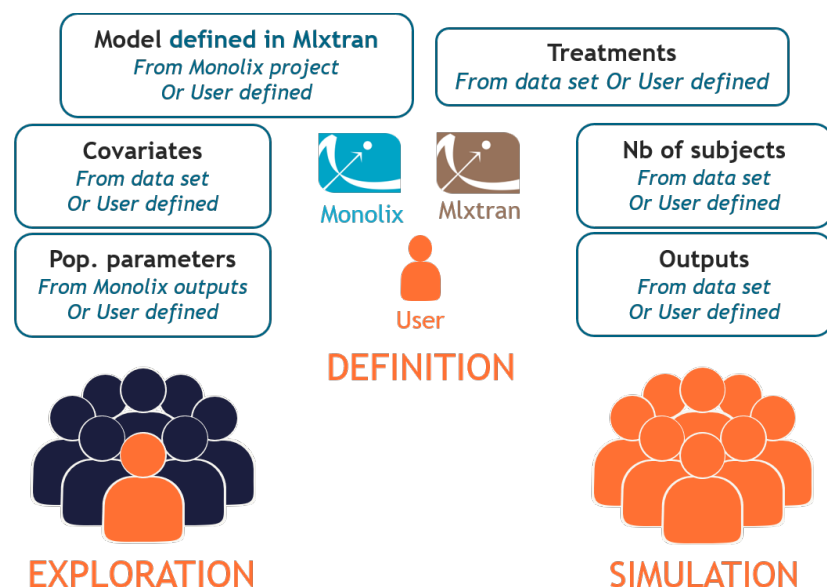 Model defined in Mlxtran
From Monolix project
Or User defined
Treatments
From data set Or User defined
Covariates
From data set
Or User defined
Monolix
Mlxtran
Nb of subjects
From data set
Or User defined
Pop. parameters
From Monolix outputs
Or User defined
User
Outputs
From data set
Or User defined
DEFINITION
EXPLORATION
SIMULATION